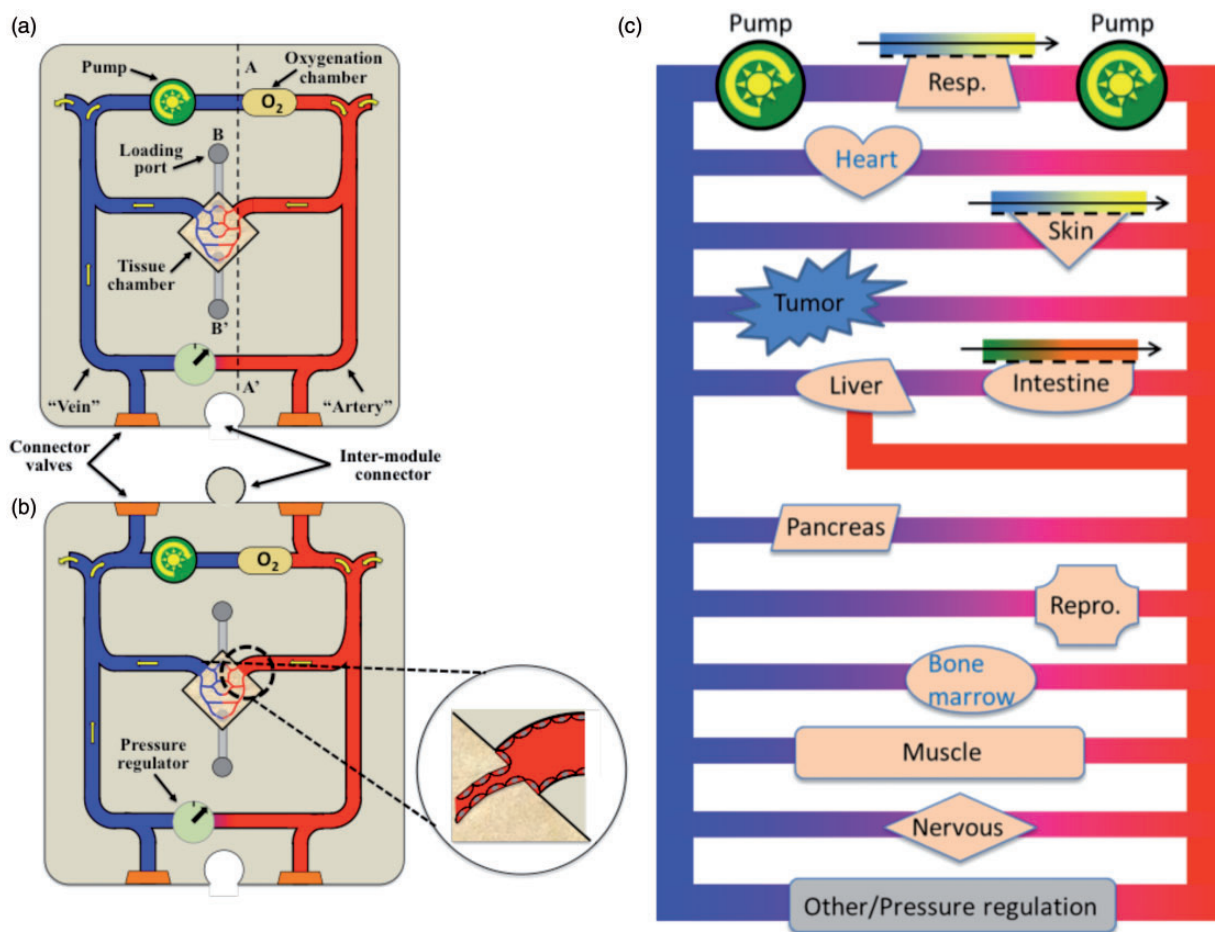 (a)
Pump
A
Oxygenation
chamber
O2
B
Loading
port
Tissue
chamber
B'
A'
"Vein"
"Artery"
Connector
valves
Inter-module
connector
(b)
O2
Pressure
regulator
(c)
Pump
Pump
Resp.
Heart
Skin
Tumor
Liver
Intestine
Pancreas
Repro.
Bone
marrow
Muscle
Nervous
Other/Pressure regulation